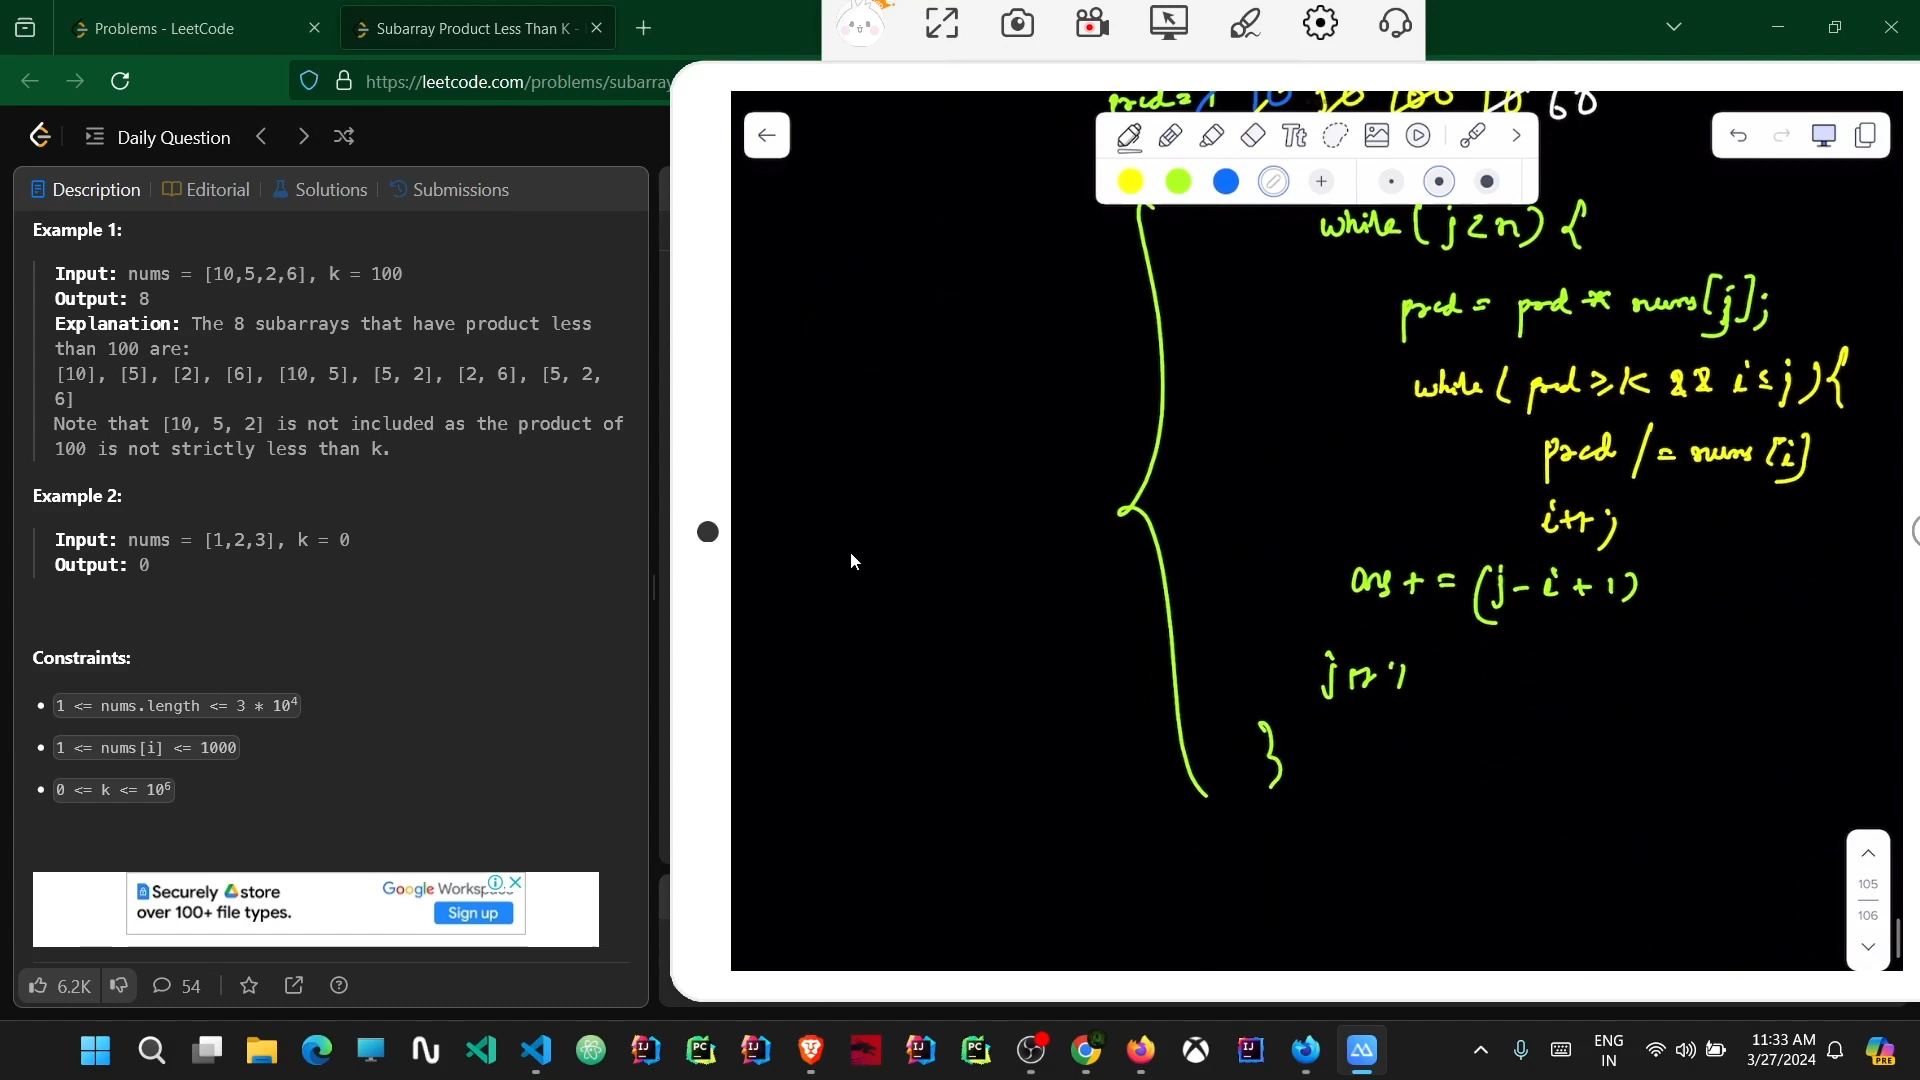 Problems - LeetCode
Subarray Product Less Than K -
https://leetcode.com/problems/subarray
Daily Question
Description
Editorial
Solutions
Submissions
Example 1:
Input: nums = [10,5,2,6], k = 100
Output: 8
Explanation: The 8 subarrays that have product less
than 100 are:
[10], [5], [2], [6], [10, 5], [5, 2], [2, 6], [5, 2,
6]
Note that [10, 5, 2] is not included as the product of
100 is not strictly less than k.
Example 2:
Input: nums = [1,2,3], k = 0
Output: 0
Constraints:
1 <= nums.length <= 3 * 10⁴
1 <= nums[i] <= 1000
0 <= k <= 10⁶
Securely store
over 100+ file types.
Google Workspace
Sign up
6.2K
54
prod = 1 10
60
Tt
while ( j < n ) {
prod = prod * nums[j];
while ( prod >= K && i <= j ) {
prod /= nums [i]
i++;
ans += (j - i + 1)
j++;
}
105
106
ENG
IN
11:33 AM
3/27/2024